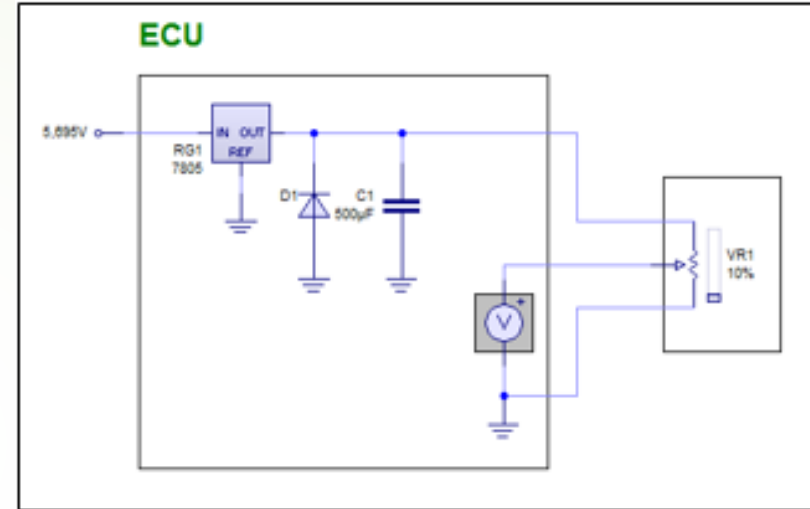 ECU
5,695V
IN OUT
REF
RG1
7805
D1
C1
500µF
V
+
VR1
10%